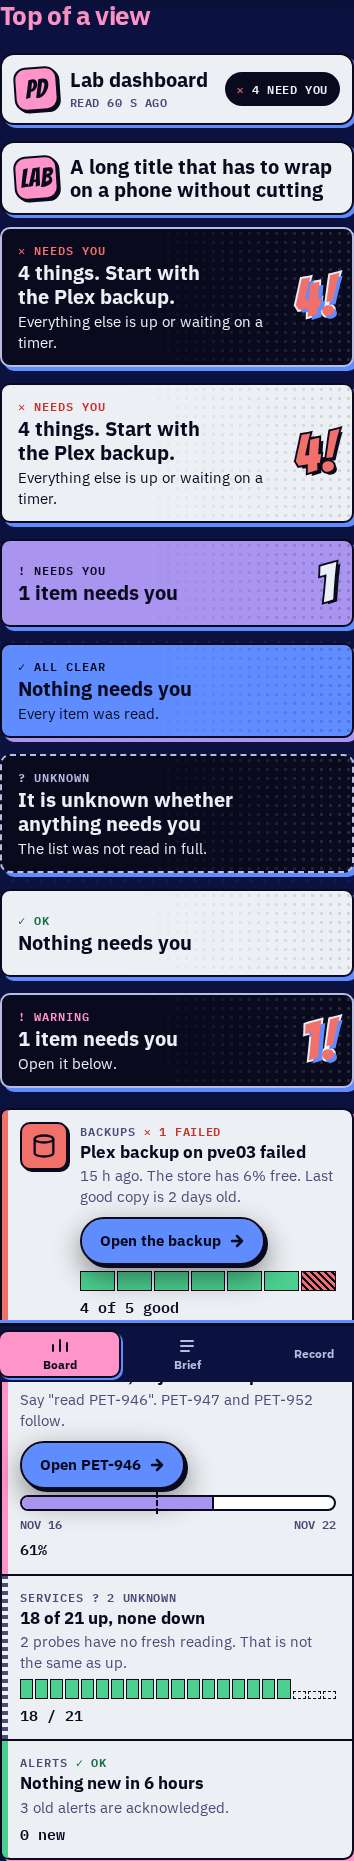 Top of a view
PD
Lab dashboard
READ 60 S AGO
× 4 NEED YOU
LAB
A long title that has to wrap
on a phone without cutting
× NEEDS YOU
4 things. Start with
the Plex backup.
Everything else is up or waiting on a
timer.
4!
× NEEDS YOU
4 things. Start with
the Plex backup.
Everything else is up or waiting on a
timer.
4!
! NEEDS YOU
1 item needs you
1
✓ ALL CLEAR
Nothing needs you
Every item was read.
? UNKNOWN
It is unknown whether
anything needs you
The list was not read in full.
✓ OK
Nothing needs you
! WARNING
1 item needs you
Open it below.
1!
BACKUPS × 1 FAILED
Plex backup on pve03 failed
15 h ago. The store has 6% free. Last
good copy is 2 days old.
Open the backup →
4 of 5 good
Board
Brief
Record
Say "read PET-946". PET-947 and PET-952
follow.
Open PET-946 →
NOV 16
NOV 22
61%
SERVICES ? 2 UNKNOWN
18 of 21 up, none down
2 probes have no fresh reading. That is not
the same as up.
18 / 21
ALERTS ✓ OK
Nothing new in 6 hours
3 old alerts are acknowledged.
0 new